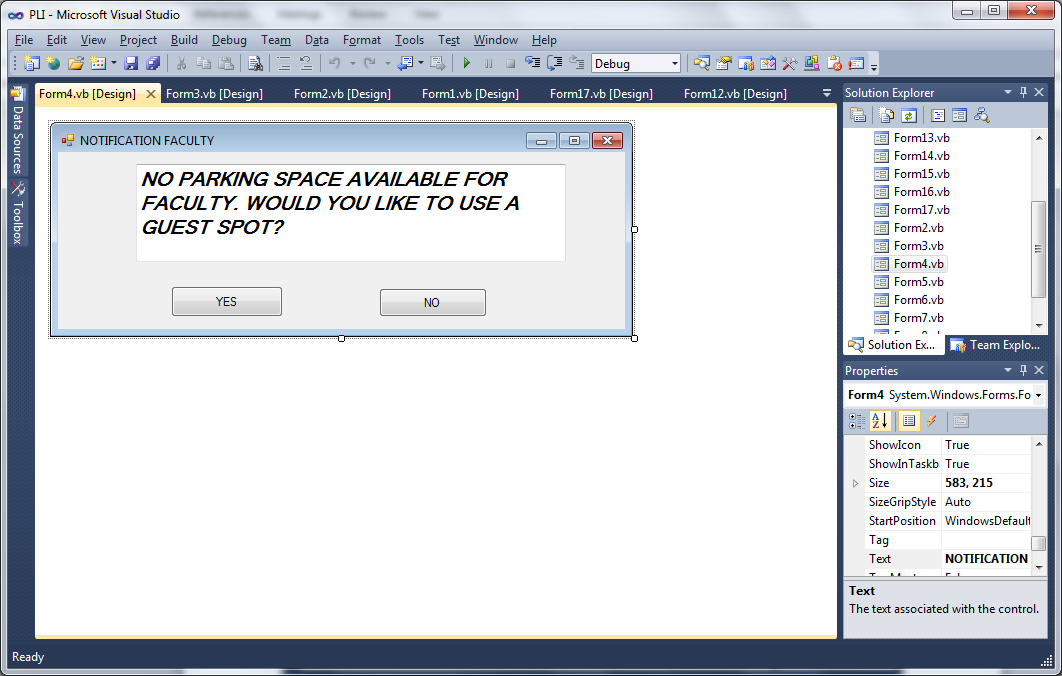 PLI - Microsoft Visual Studio
File Edit View Project Build Debug Team Data Format Tools Test Window Help
Debug
Form4.vb [Design] Form3.vb [Design] Form2.vb [Design] Form1.vb [Design] Form17.vb [Design] Form12.vb [Design]
Data Sources
Toolbox
NOTIFICATION FACULTY
NO PARKING SPACE AVAILABLE FOR
FACULTY. WOULD YOU LIKE TO USE A
GUEST SPOT?
YES NO
Solution Explorer
Form13.vb
Form14.vb
Form15.vb
Form16.vb
Form17.vb
Form2.vb
Form3.vb
Form4.vb
Form5.vb
Form6.vb
Form7.vb
Solution Ex... Team Explo...
Properties
Form4 System.Windows.Forms.Fo
ShowIcon True
ShowInTaskb True
Size 583, 215
SizeGripStyle Auto
StartPosition WindowsDefault
Tag
Text NOTIFICATION
Text
The text associated with the control.
Ready